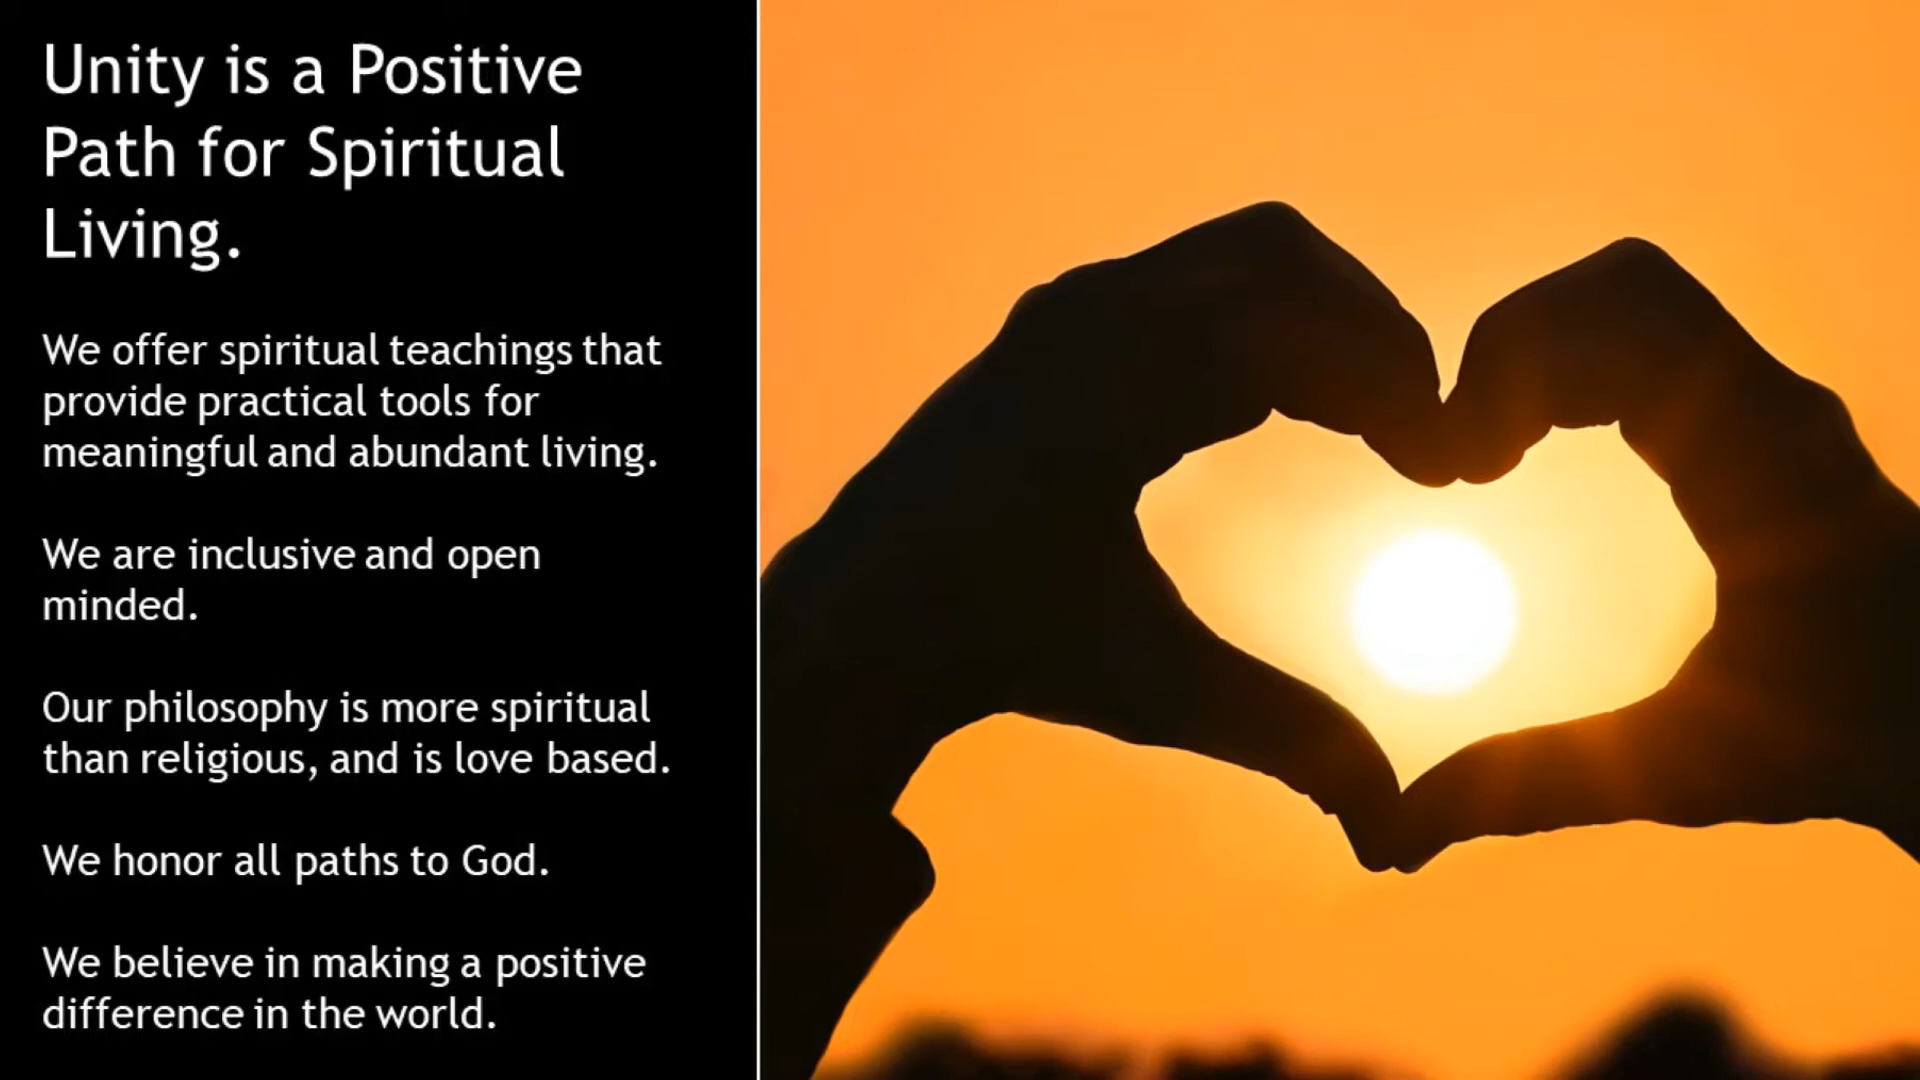 Unity is a Positive
Path for Spiritual
Living.
We offer spiritual teachings that
provide practical tools for
meaningful and abundant living.
We are inclusive and open
minded.
Our philosophy is more spiritual
than religious, and is love based.
We honor all paths to God.
We believe in making a positive
difference in the world.